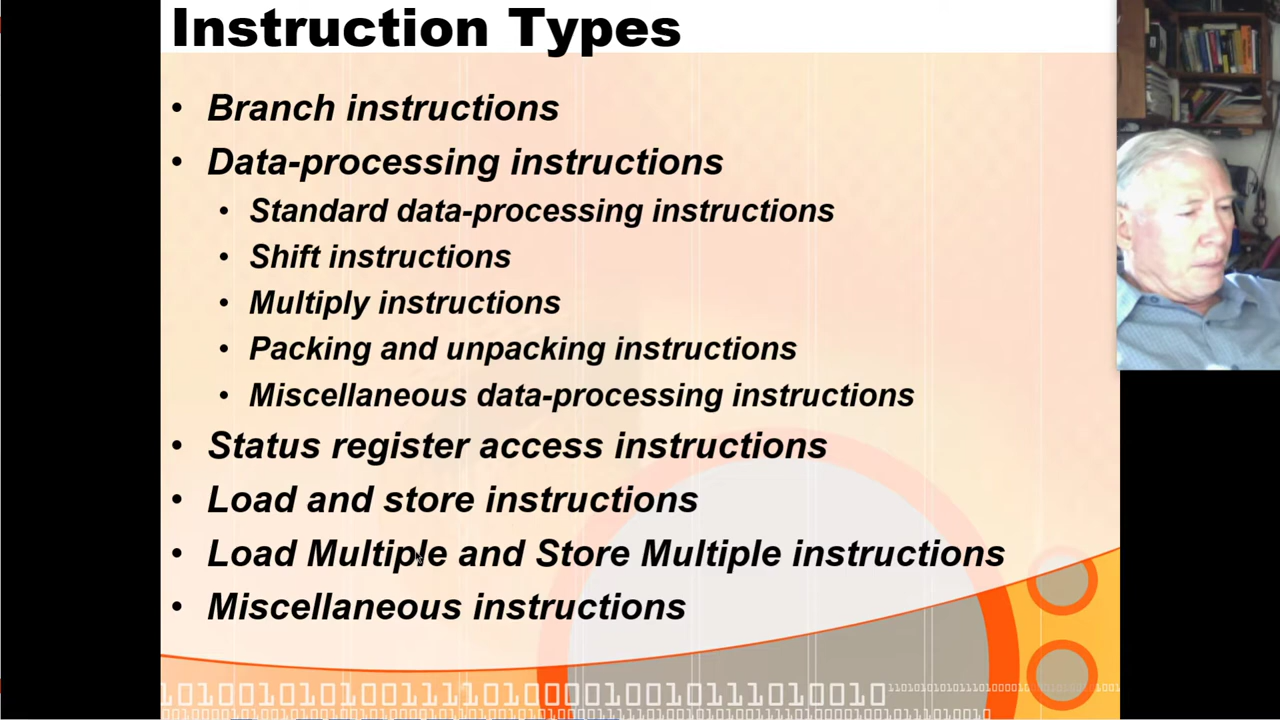 Instruction Types
• Branch instructions
• Data-processing instructions
• Standard data-processing instructions
• Shift instructions
• Multiply instructions
• Packing and unpacking instructions
• Miscellaneous data-processing instructions
• Status register access instructions
• Load and store instructions
• Load Multiple and Store Multiple instructions
• Miscellaneous instructions